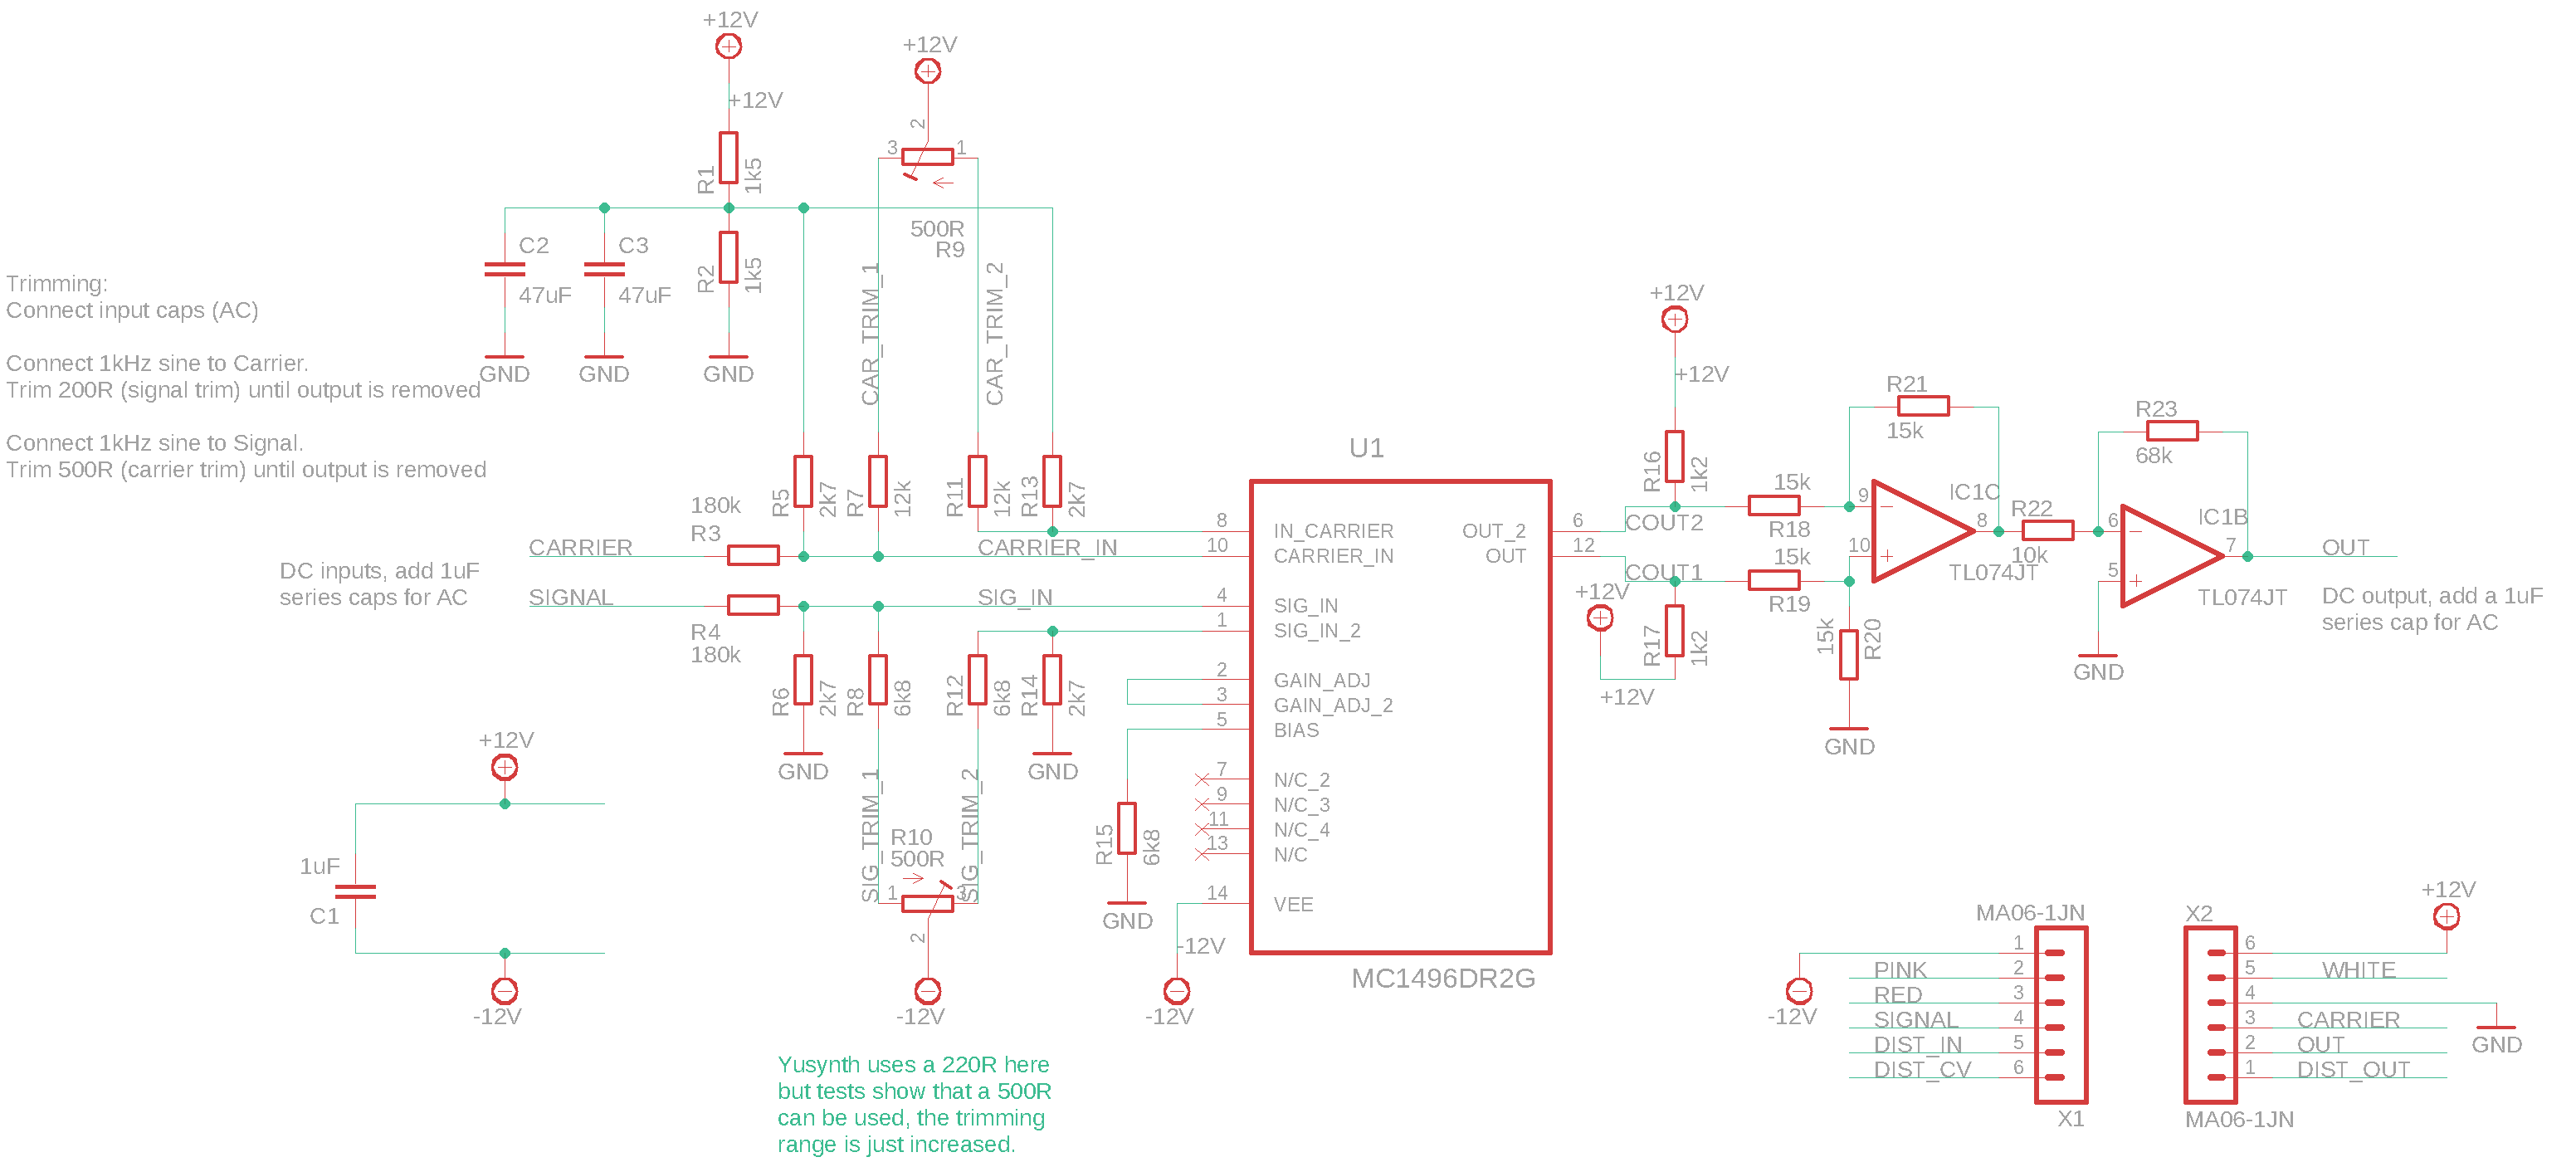 +12V
+12V
+12V
R1
1k5
2
3
1
500R
R9
C2
47uF
C3
47uF
R2
1k5
GND
GND
GND
CAR_TRIM_1
CAR_TRIM_2
Trimming:
Connect input caps (AC)
Connect 1kHz sine to Carrier.
Trim 200R (signal trim) until output is removed
Connect 1kHz sine to Signal.
Trim 500R (carrier trim) until output is removed
DC inputs, add 1uF
series caps for AC
180k
R3
CARRIER
SIGNAL
R4
180k
R5
2k7
R7
12k
R11
12k
R13
2k7
CARRIER_IN
SIG_IN
R6
2k7
R8
6k8
R12
6k8
R14
2k7
GND
GND
SIG_TRIM_1
SIG_TRIM_2
R10
500R
1
3
2
-12V
Yusynth uses a 220R here
but tests show that a 500R
can be used, the trimming
range is just increased.
+12V
1uF
C1
-12V
R15
6k8
GND
-12V
-12V
U1
8
IN_CARRIER
10
CARRIER_IN
4
SIG_IN
1
SIG_IN_2
2
GAIN_ADJ
3
GAIN_ADJ_2
5
BIAS
7
N/C_2
9
N/C_3
11
N/C_4
13
N/C
14
VEE
OUT_2
6
OUT
12
MC1496DR2G
+12V
+12V
R16
1k2
COUT2
COUT1
+12V
R17
1k2
+12V
15k
R18
15k
R19
15k
R20
GND
R21
15k
9
10
8
IC1C
TL074JT
R22
10k
R23
68k
6
5
7
IC1B
TL074JT
GND
OUT
DC output, add a 1uF
series cap for AC
MA06-1JN
1
PINK
2
RED
3
SIGNAL
4
DIST_IN
5
DIST_CV
6
-12V
X1
X2
+12V
6
5
WHITE
4
3
CARRIER
2
OUT
1
DIST_OUT
GND
MA06-1JN